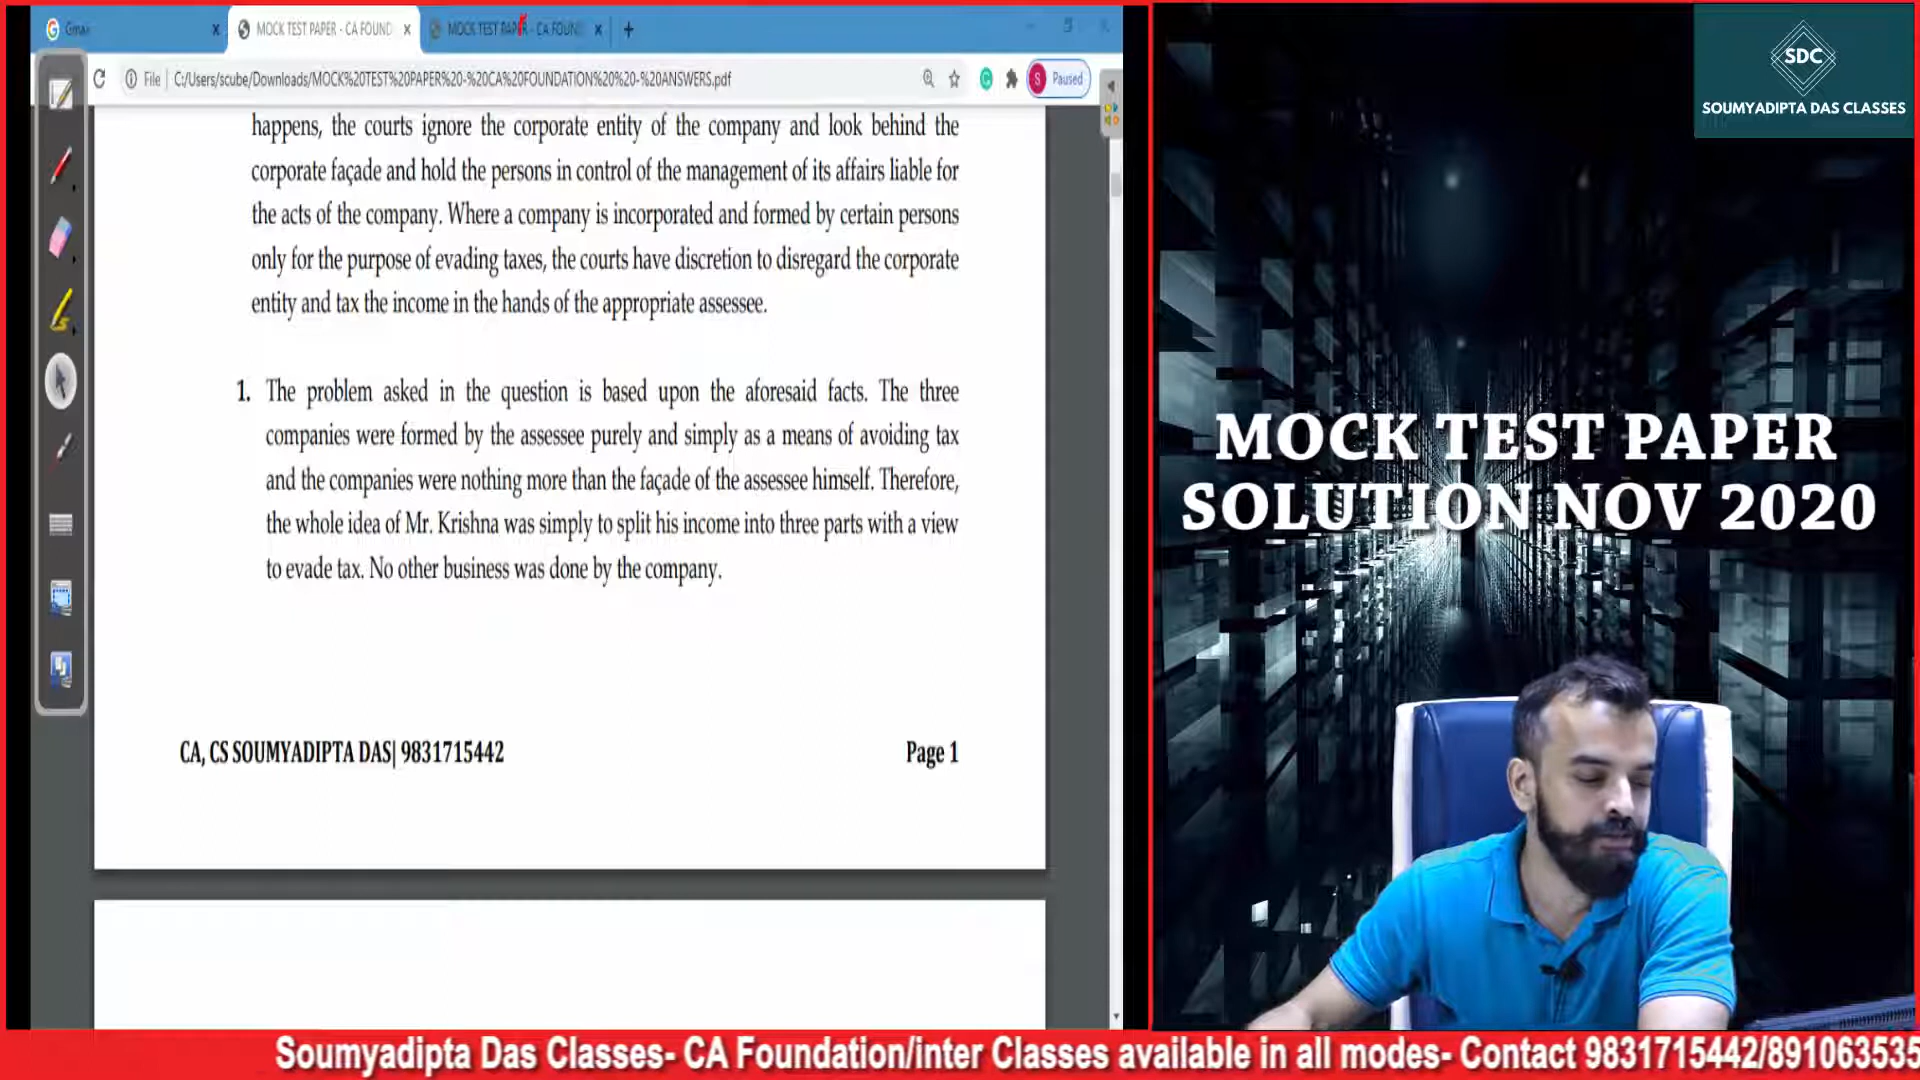 Gmai
MOCK TEST PAPER - CA FOUND
MOCK TEST PAPER - CA FOUN
File
C:/Users/scube/Downloads/MOCK%20TEST%20PAPER%20-%20CA%20FOUNDATION%20%20-%20ANSWERS.pdf
S Paused
happens, the courts ignore the corporate entity of the company and look behind the
corporate façade and hold the persons in control of the management of its affairs liable for
the acts of the company. Where a company is incorporated and formed by certain persons
only for the purpose of evading taxes, the courts have discretion to disregard the corporate
entity and tax the income in the hands of the appropriate assessee.
1. The problem asked in the question is based upon the aforesaid facts. The three
companies were formed by the assessee purely and simply as a means of avoiding tax
and the companies were nothing more than the façade of the assessee himself. Therefore,
the whole idea of Mr. Krishna was simply to split his income into three parts with a view
to evade tax. No other business was done by the company.
CA, CS SOUMYADIPTA DAS| 9831715442
Page 1
SDC
SOUMYADIPTA DAS CLASSES
MOCK TEST PAPER
SOLUTION NOV 2020
Soumyadipta Das Classes- CA Foundation/inter Classes available in all modes- Contact 9831715442/891063535